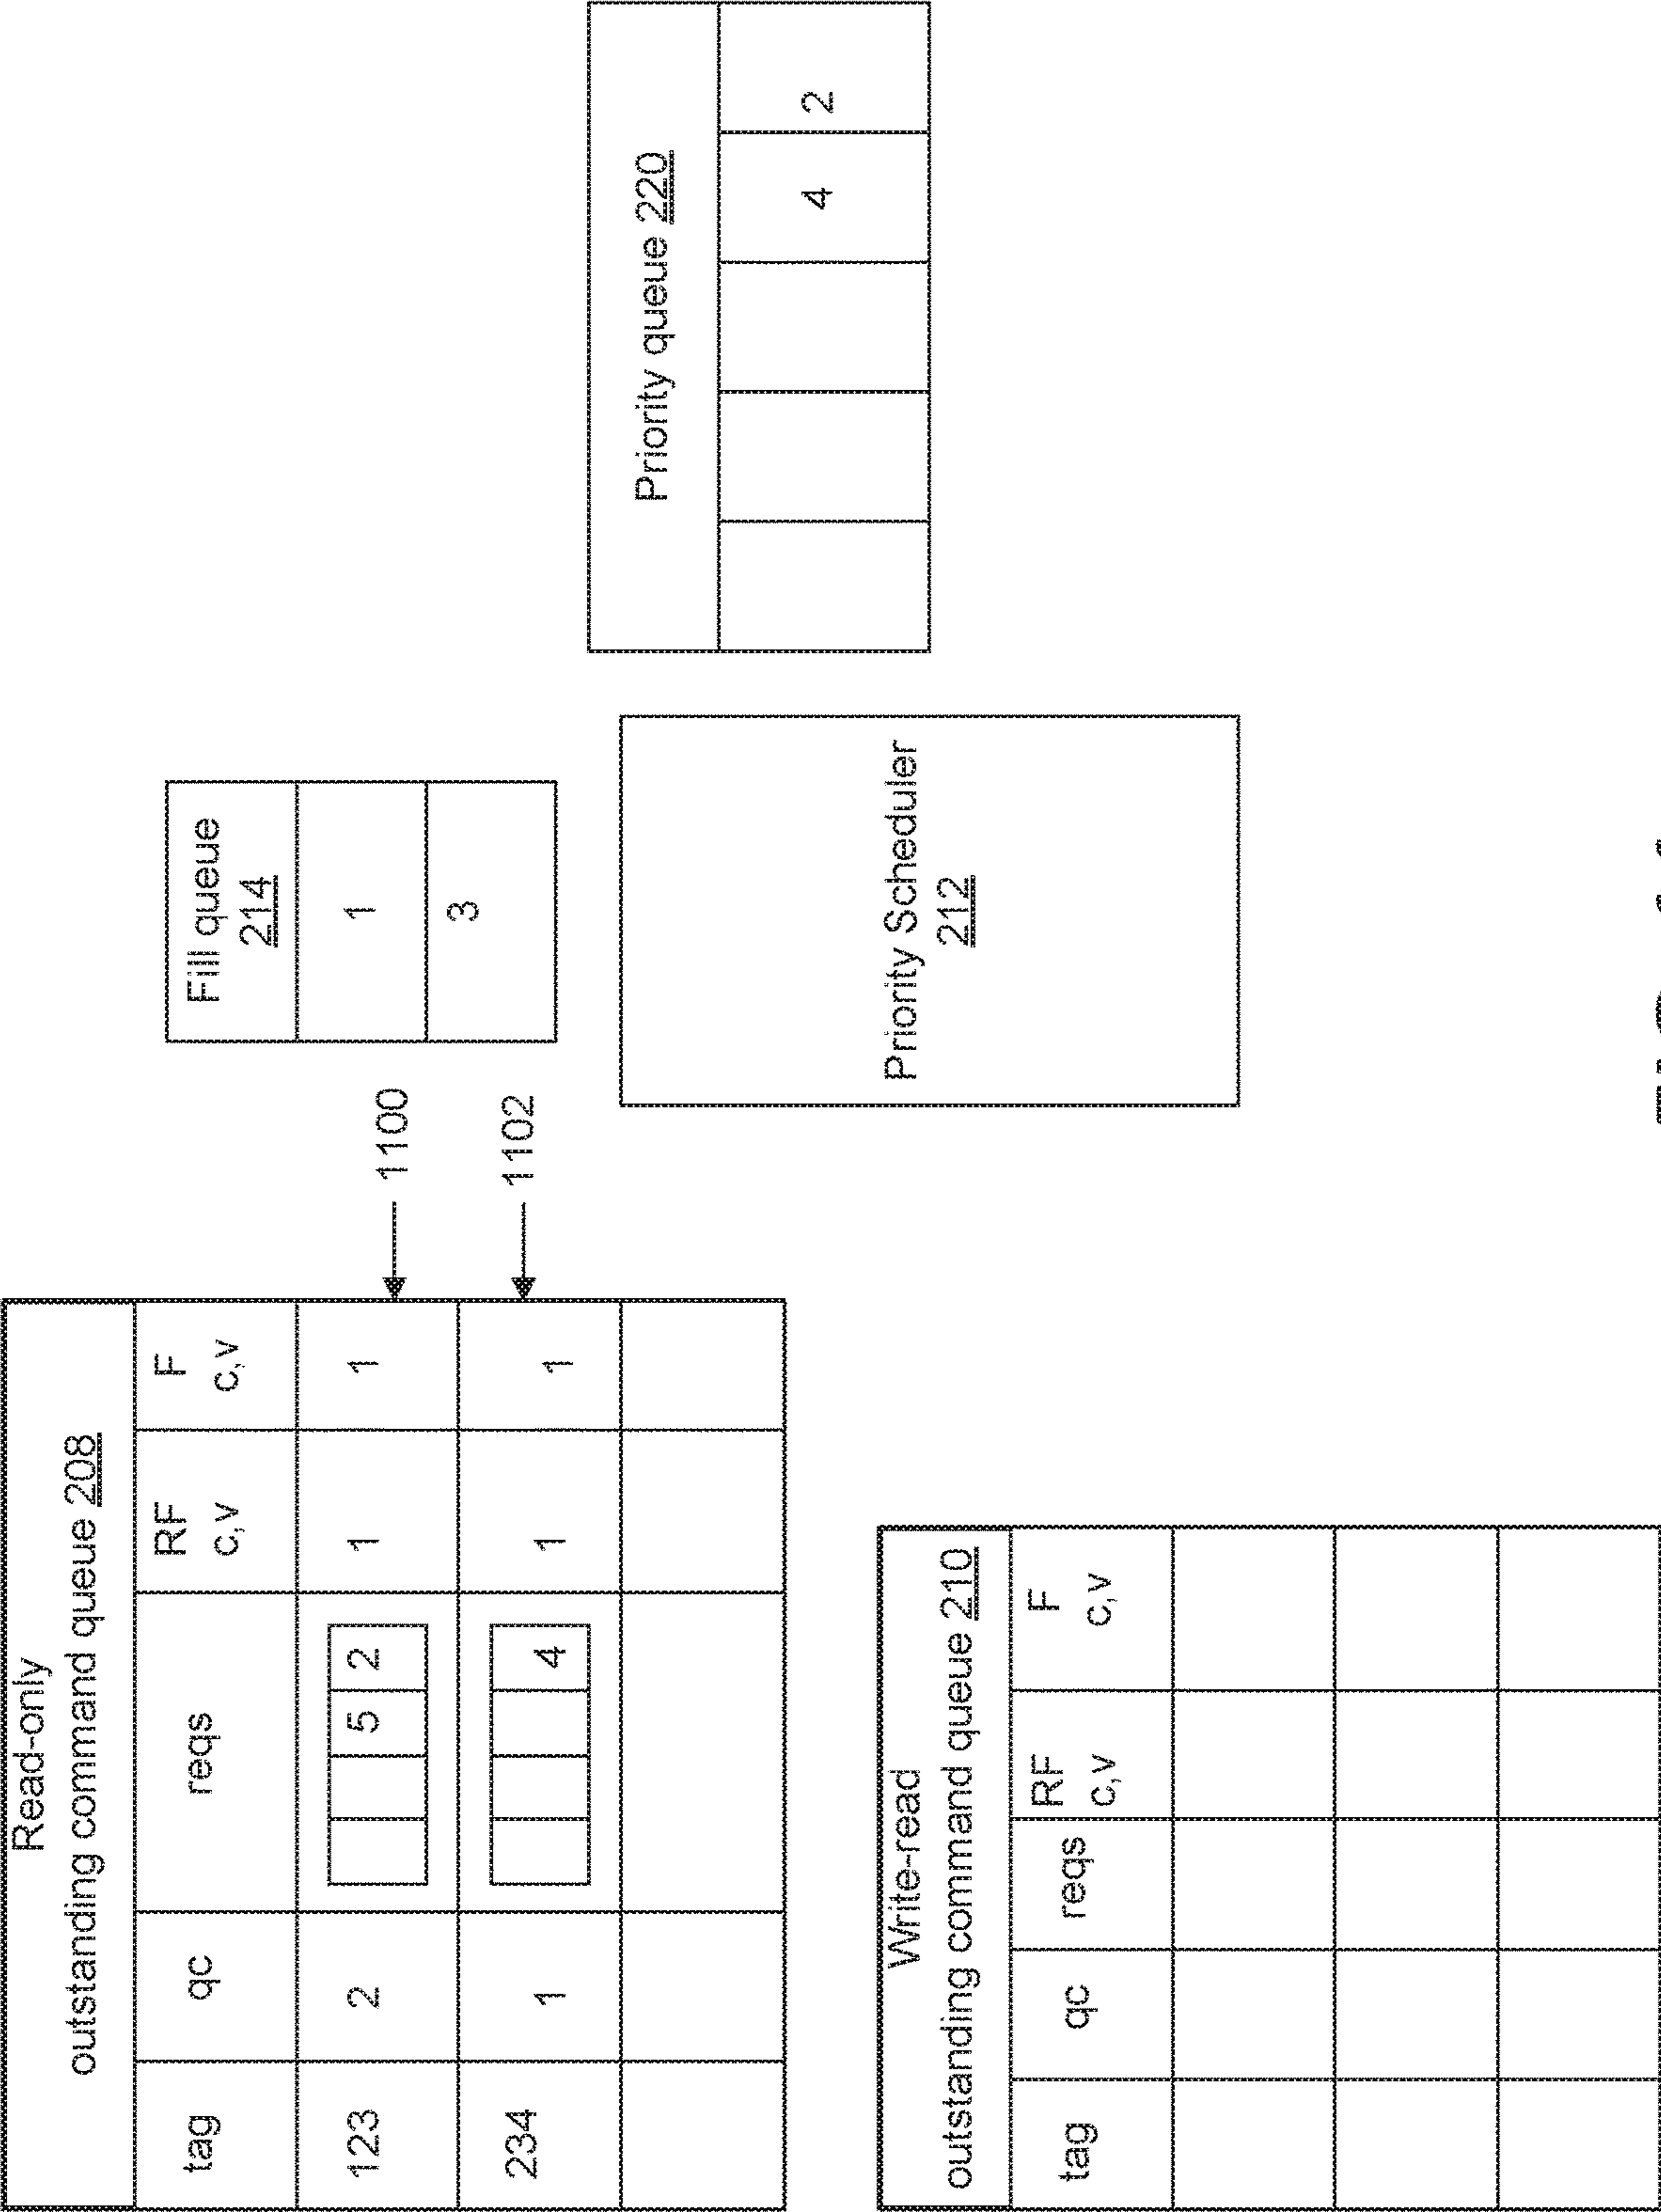 Read-only
outstanding command queue 208
tag qc reqs RF c,v F c,v
123 2 5 2 1 1
234 1 4 1 1
1100
1102
Fill queue
214
1
3
Write-read
outstanding command queue 210
tag qc reqs RF c,v F c,v
Priority Scheduler
212
Priority queue 220
4 2